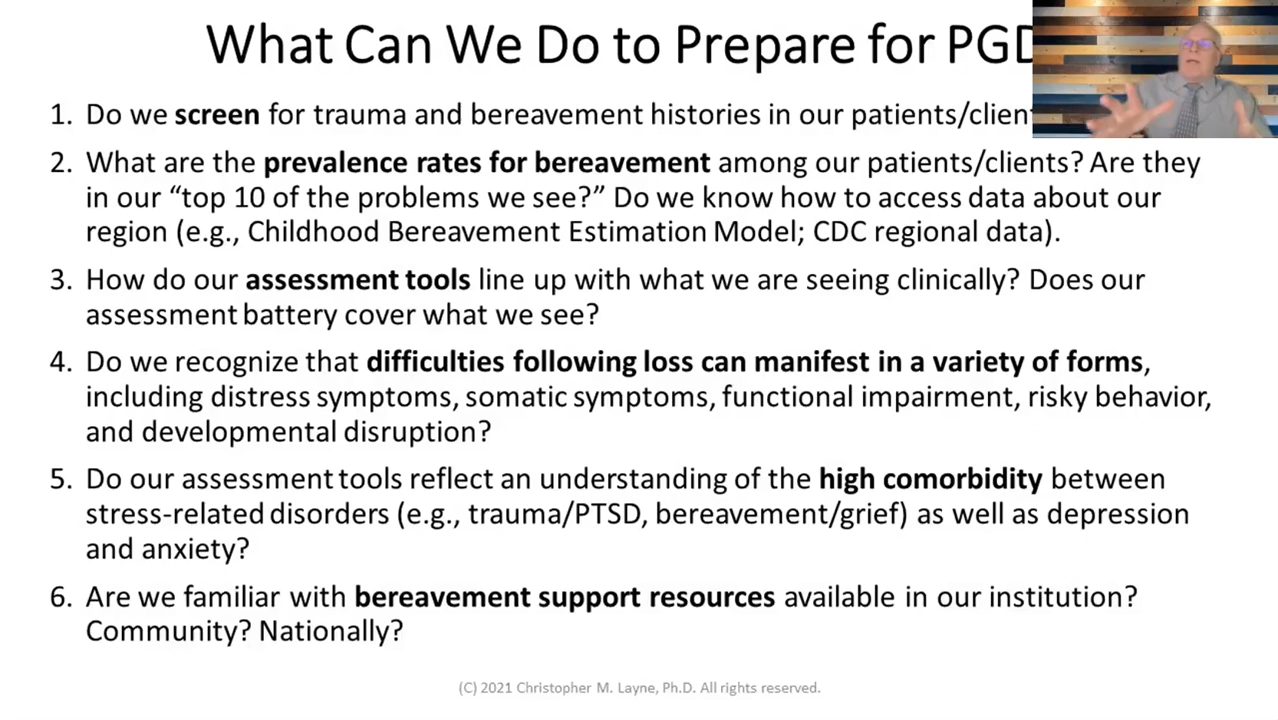 What Can We Do to Prepare for PGD
1. Do we screen for trauma and bereavement histories in our patients/clien
2. What are the prevalence rates for bereavement among our patients/clients? Are they
in our “top 10 of the problems we see?” Do we know how to access data about our
region (e.g., Childhood Bereavement Estimation Model; CDC regional data).
3. How do our assessment tools line up with what we are seeing clinically? Does our
assessment battery cover what we see?
4. Do we recognize that difficulties following loss can manifest in a variety of forms,
including distress symptoms, somatic symptoms, functional impairment, risky behavior,
and developmental disruption?
5. Do our assessment tools reflect an understanding of the high comorbidity between
stress-related disorders (e.g., trauma/PTSD, bereavement/grief) as well as depression
and anxiety?
6. Are we familiar with bereavement support resources available in our institution?
Community? Nationally?
(C) 2021 Christopher M. Layne, Ph.D. All rights reserved.